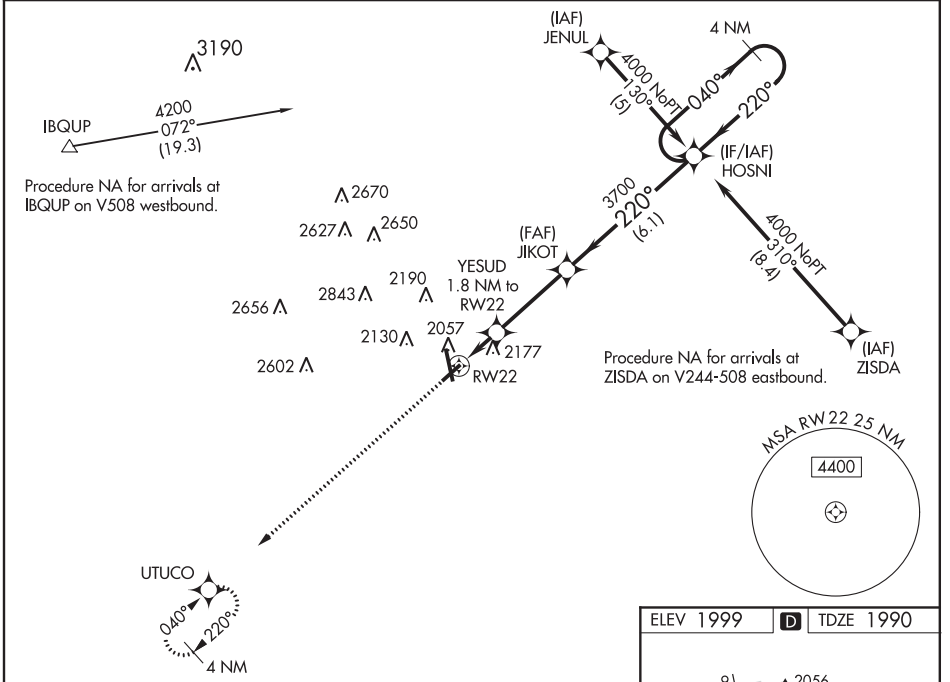 3190
IBQUP
4200
072°
(19.3)
Procedure NA for arrivals at
IBQUP on V508 westbound.
(IAF)
JENUL
4000 NoPT
130°
(5)
4 NM
040°
220°
(IF/IAF)
HOSNI
3700
220°
(6.1)
(FAF)
JIKOT
4000 NoPT
310°
(8.4)
(IAF)
ZISDA
Procedure NA for arrivals at
ZISDA on V244-508 eastbound.
2670
2627
2650
YESUD
1.8 NM to
RW22
2656
2843
2190
2130
2057
2177
2602
RW22
MSA RW22 25 NM
4400
UTUCO
040°
220°
4 NM
ELEV 1999
D
TDZE 1990
2056